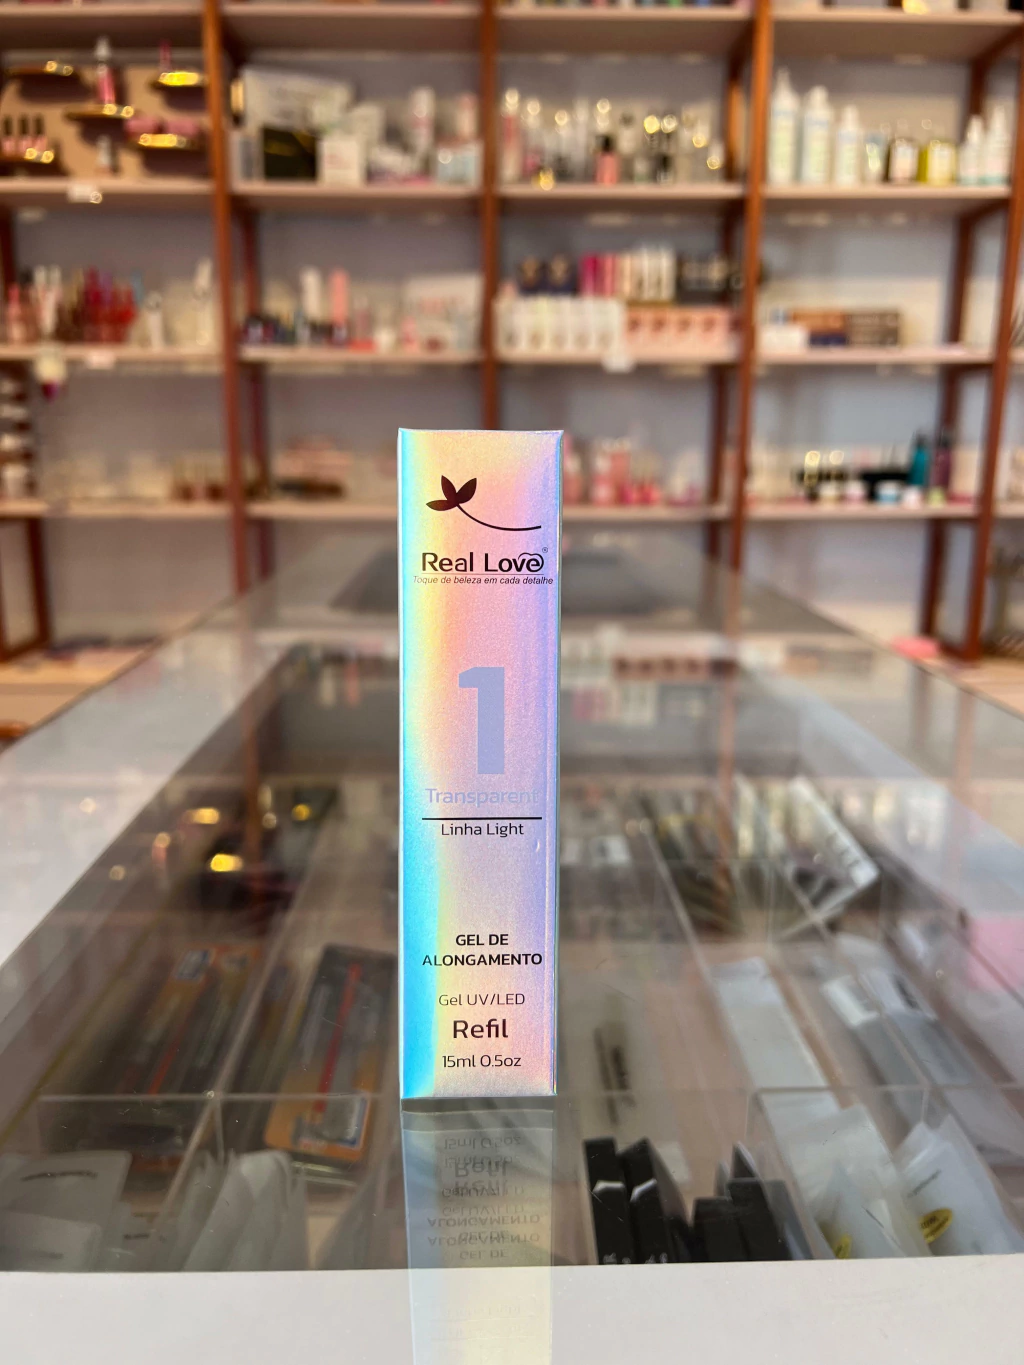 Real Love®
Toque de beleza em cada detalhe
1
Transparent
Linha Light
GEL DE
ALONGAMENTO
Gel UV/LED
Refil
15ml 0.5oz